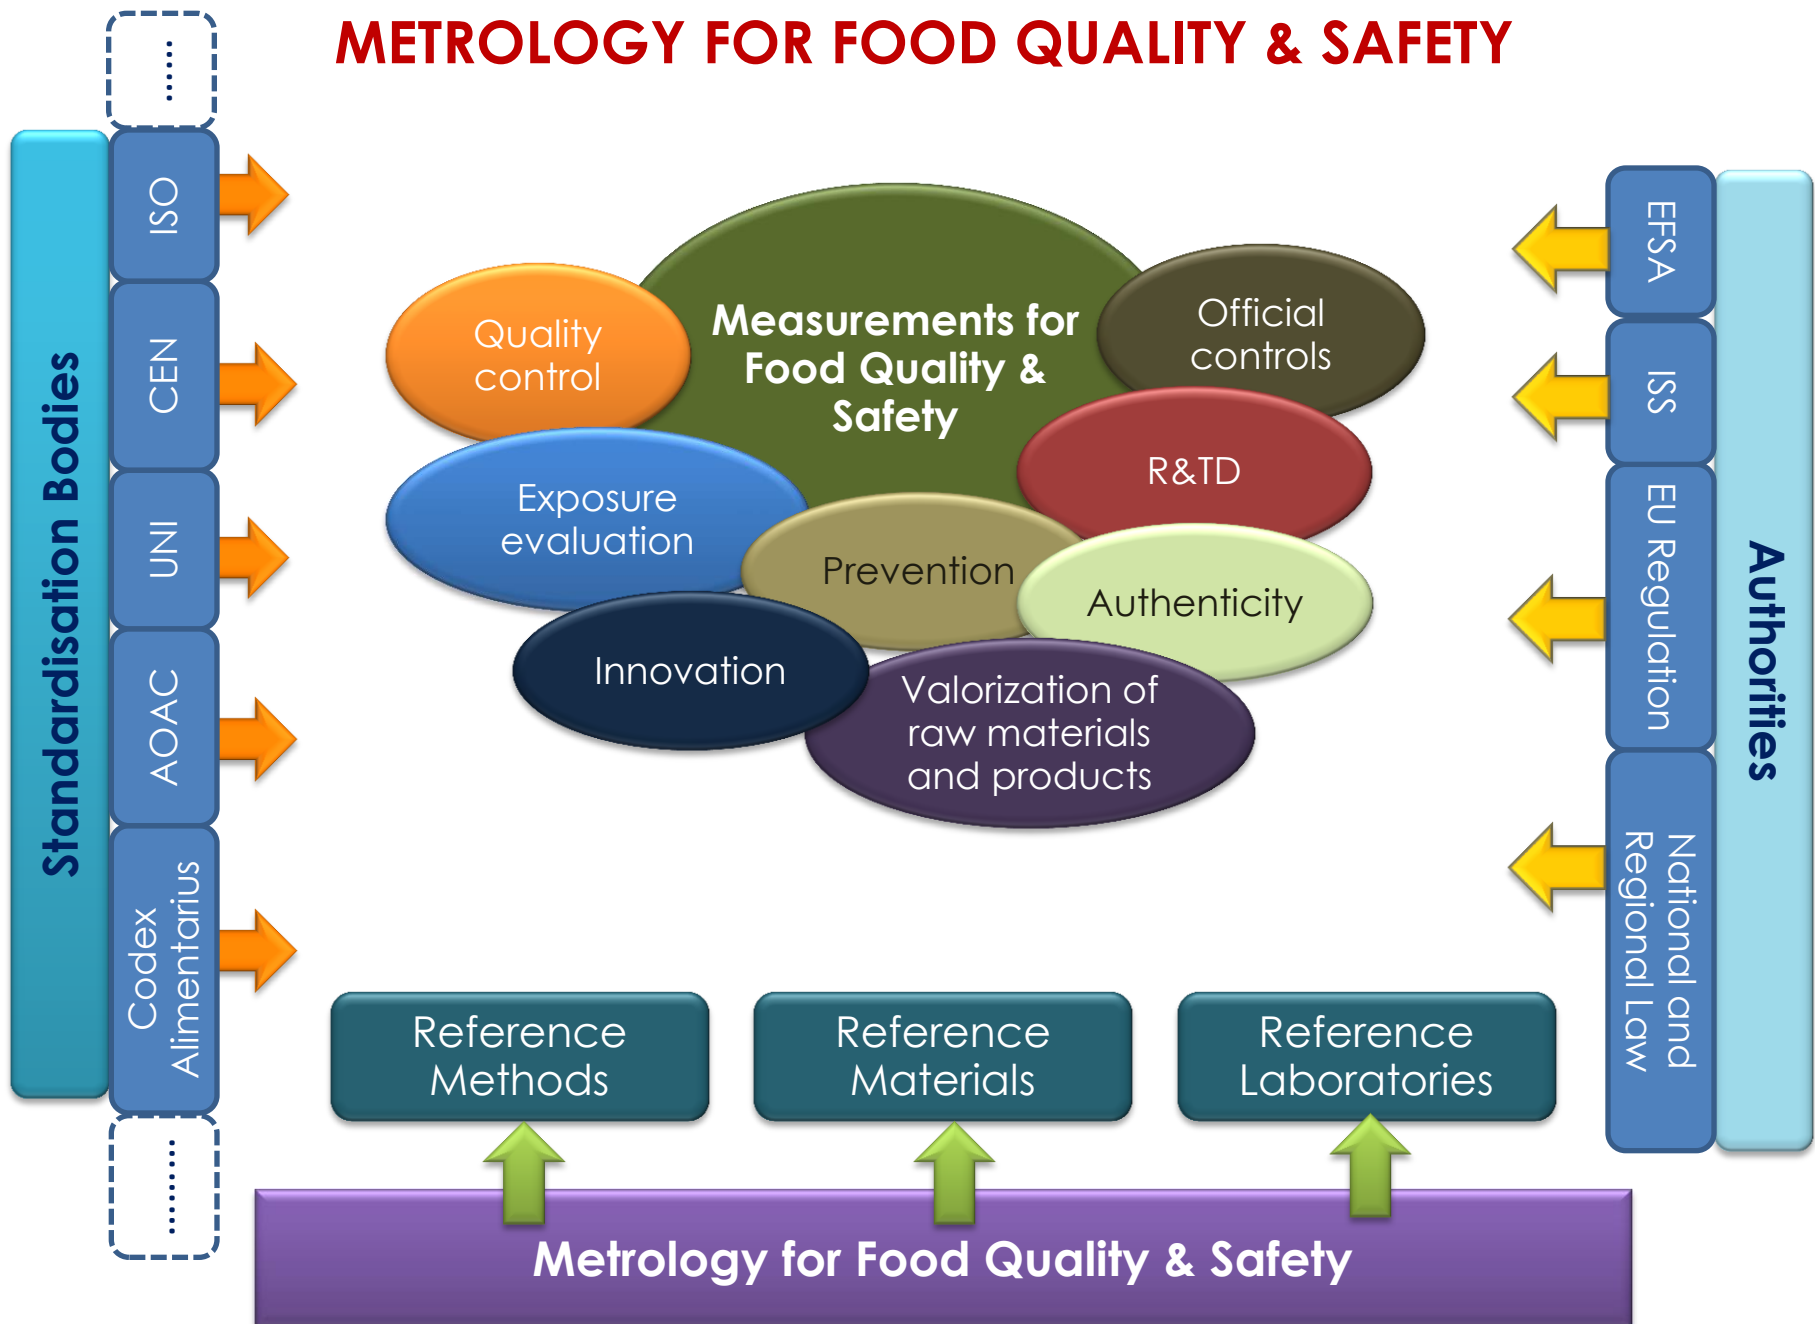 METROLOGY FOR FOOD QUALITY & SAFETY
Standardisation Bodies
......
ISO
CEN
UNI
AOAC
Codex
Alimentarius
.........
Measurements for
Food Quality &
Safety
Quality
control
Official
controls
R&TD
Exposure
evaluation
Prevention
Authenticity
Innovation
Valorization of
raw materials
and products
EFSA
ISS
EU Regulation
National and
Regional Law
Authorities
Reference
Methods
Reference
Materials
Reference
Laboratories
Metrology for Food Quality & Safety